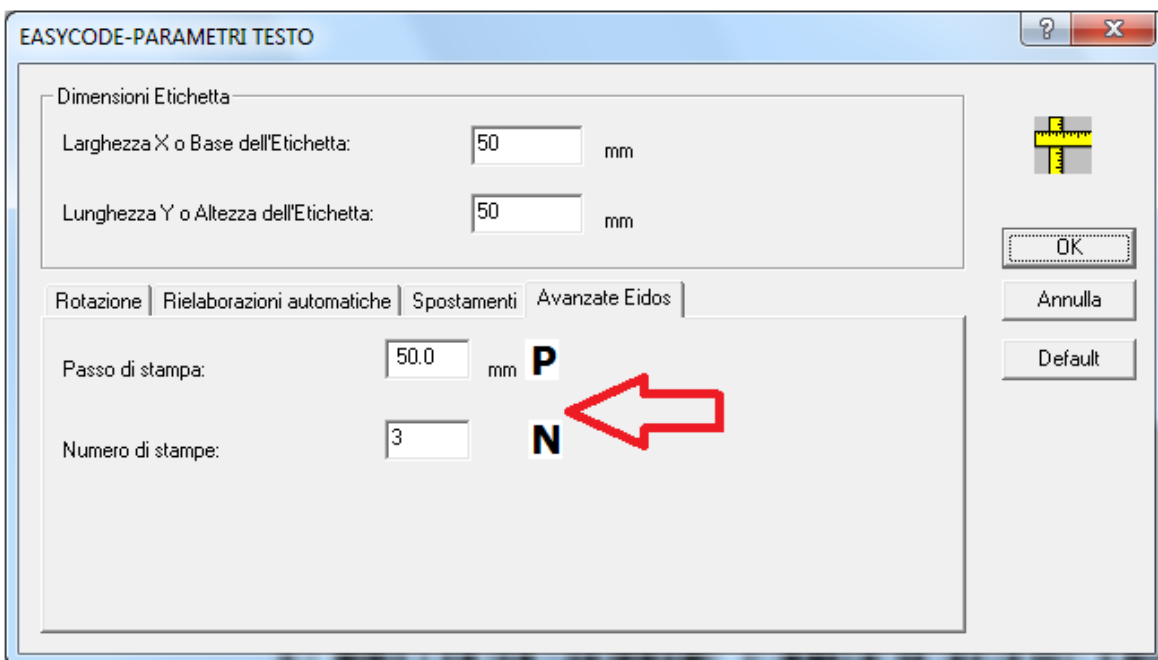 EASYCODE-PARAMETRI TESTO
Dimensioni Etichetta
Larghezza X o Base dell'Etichetta: 50 mm
Lunghezza Y o Altezza dell'Etichetta: 50 mm
OK
Annulla
Default
Rotazione Rielaborazioni automatiche Spostamenti Avanzate Eidos
Passo di stampa: 50.0 mm P
Numero di stampe: 3 N